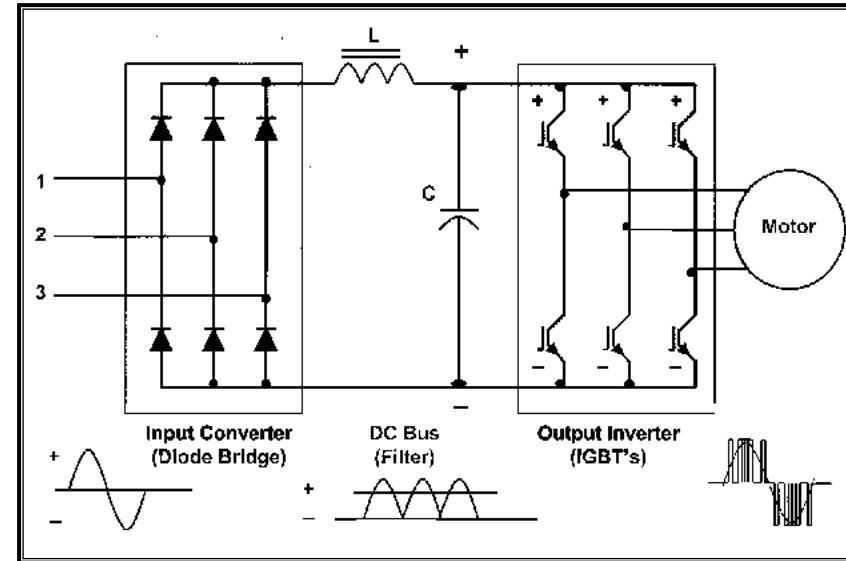 L
+
+ + +
1
C
2
Motor
3
– – –
–
Input Converter
(Diode Bridge)
DC Bus
(Filter)
Output Inverter
(IGBT's)
+
–
+
–